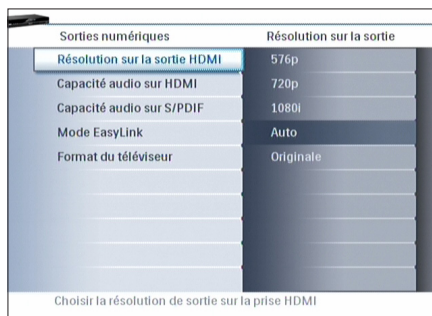 Sorties numériques
Résolution sur la sortie
Résolution sur la sortie HDMI
576p
Capacité audio sur HDMI
720p
Capacité audio sur S/PDIF
1080i
Mode EasyLink
Auto
Format du téléviseur
Originale
Choisir la résolution de sortie sur la prise HDMI